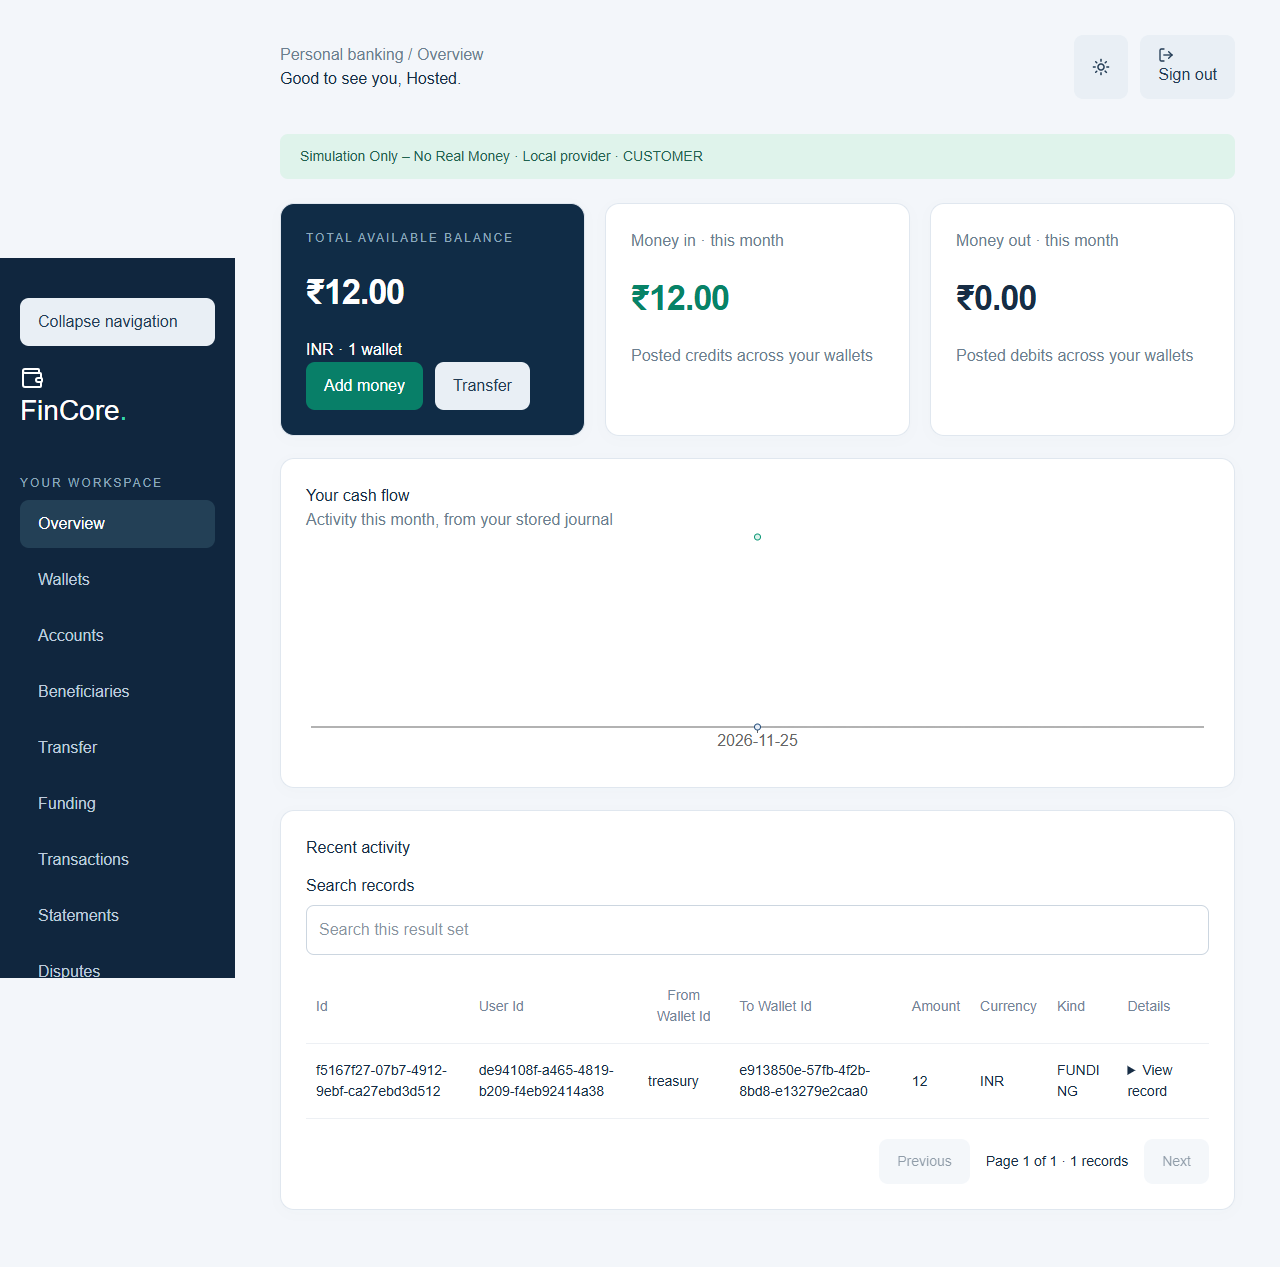 Personal banking / Overview
Good to see you, Hosted.
Sign out
Simulation Only – No Real Money · Local provider · CUSTOMER
TOTAL AVAILABLE BALANCE
₹12.00
INR · 1 wallet
Add money
Transfer
Money in · this month
₹12.00
Posted credits across your wallets
Money out · this month
₹0.00
Posted debits across your wallets
Collapse navigation
FinCore.
YOUR WORKSPACE
Overview
Wallets
Accounts
Beneficiaries
Transfer
Funding
Transactions
Statements
Disputes
Your cash flow
Activity this month, from your stored journal
2026-11-25
Recent activity
Search records
Search this result set
Id
User Id
From
Wallet Id
To Wallet Id
Amount
Currency
Kind
Details
f5167f27-07b7-4912-
9ebf-ca27ebd3d512
de94108f-a465-4819-
b209-f4eb92414a38
treasury
e913850e-57fb-4f2b-
8bd8-e13279e2caa0
12
INR
FUNDI
NG
View
record
Previous
Page 1 of 1 · 1 records
Next